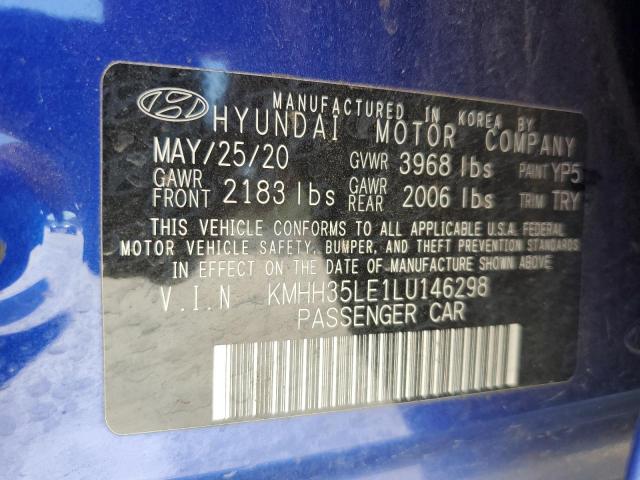 MANUFACTURED IN KOREA BY
HYUNDAI MOTOR COMPANY
MAY/25/20 GVWR 3968 lbs PAINT YP5
GAWR FRONT 2183 lbs GAWR REAR 2006 lbs TRIM TRY
THIS VEHICLE CONFORMS TO ALL APPLICABLE U.S.A. FEDERAL
MOTOR VEHICLE SAFETY, BUMPER, AND THEFT PREVENTION STANDARDS
IN EFFECT ON THE DATE OF MANUFACTURE SHOWN ABOVE.
V.I.N KMHH35LE1LU146298
PASSENGER CAR